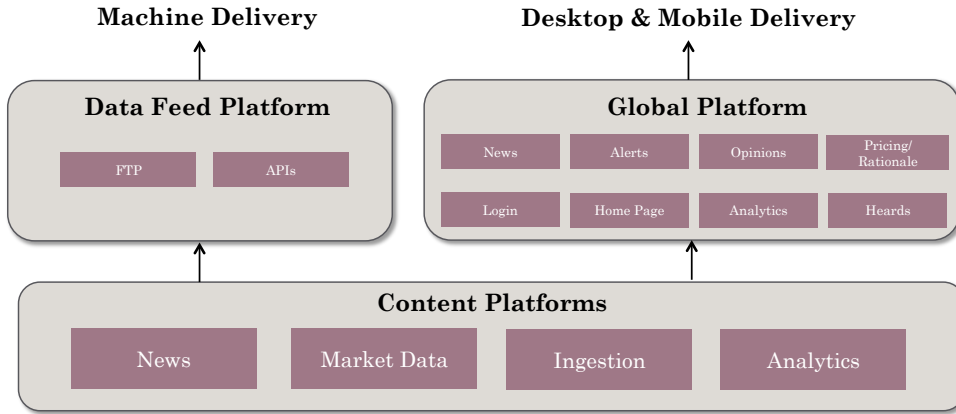 Machine Delivery
Desktop & Mobile Delivery
Data Feed Platform
FTP
APIs
Global Platform
News
Alerts
Opinions
Pricing/
Rationale
Login
Home Page
Analytics
Heards
Content Platforms
News
Market Data
Ingestion
Analytics